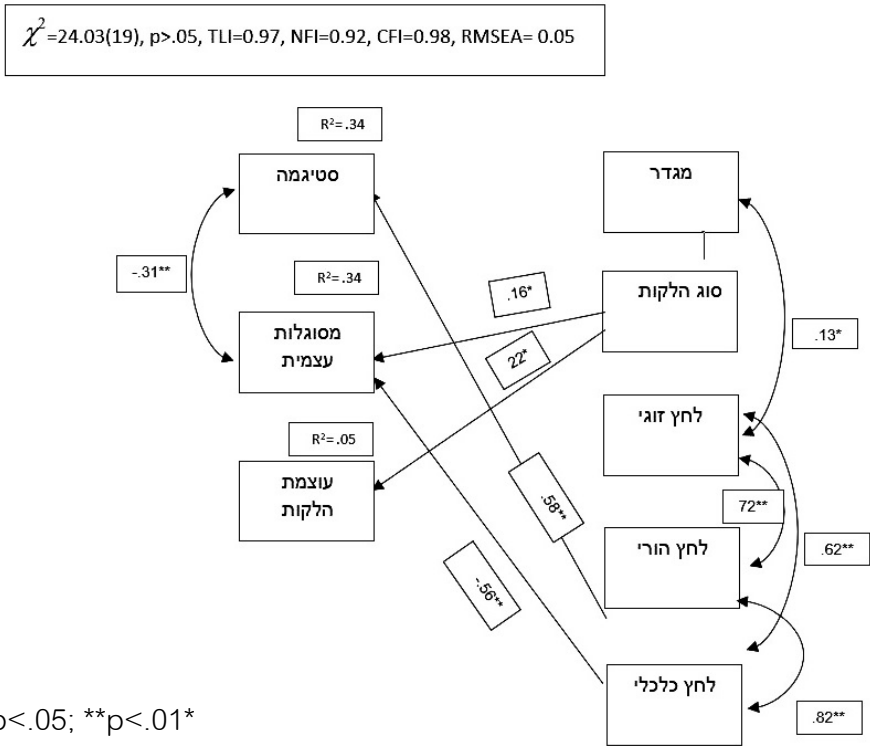 χ²=24.03(19), p>.05, TLI=0.97, NFI=0.92, CFI=0.98, RMSEA= 0.05
R²=.34
סטיגמה
מגדר
-.31**
R²=.34
.16*
סוג הלקות
מסוגלות
עצמית
22*
.13*
R²=.05
לחץ זוגי
עוצמת
הלקות
.58**
72**
לחץ הורי
.62**
-.56**
לחץ כלכלי
.82**
p<.05; **p<.01*